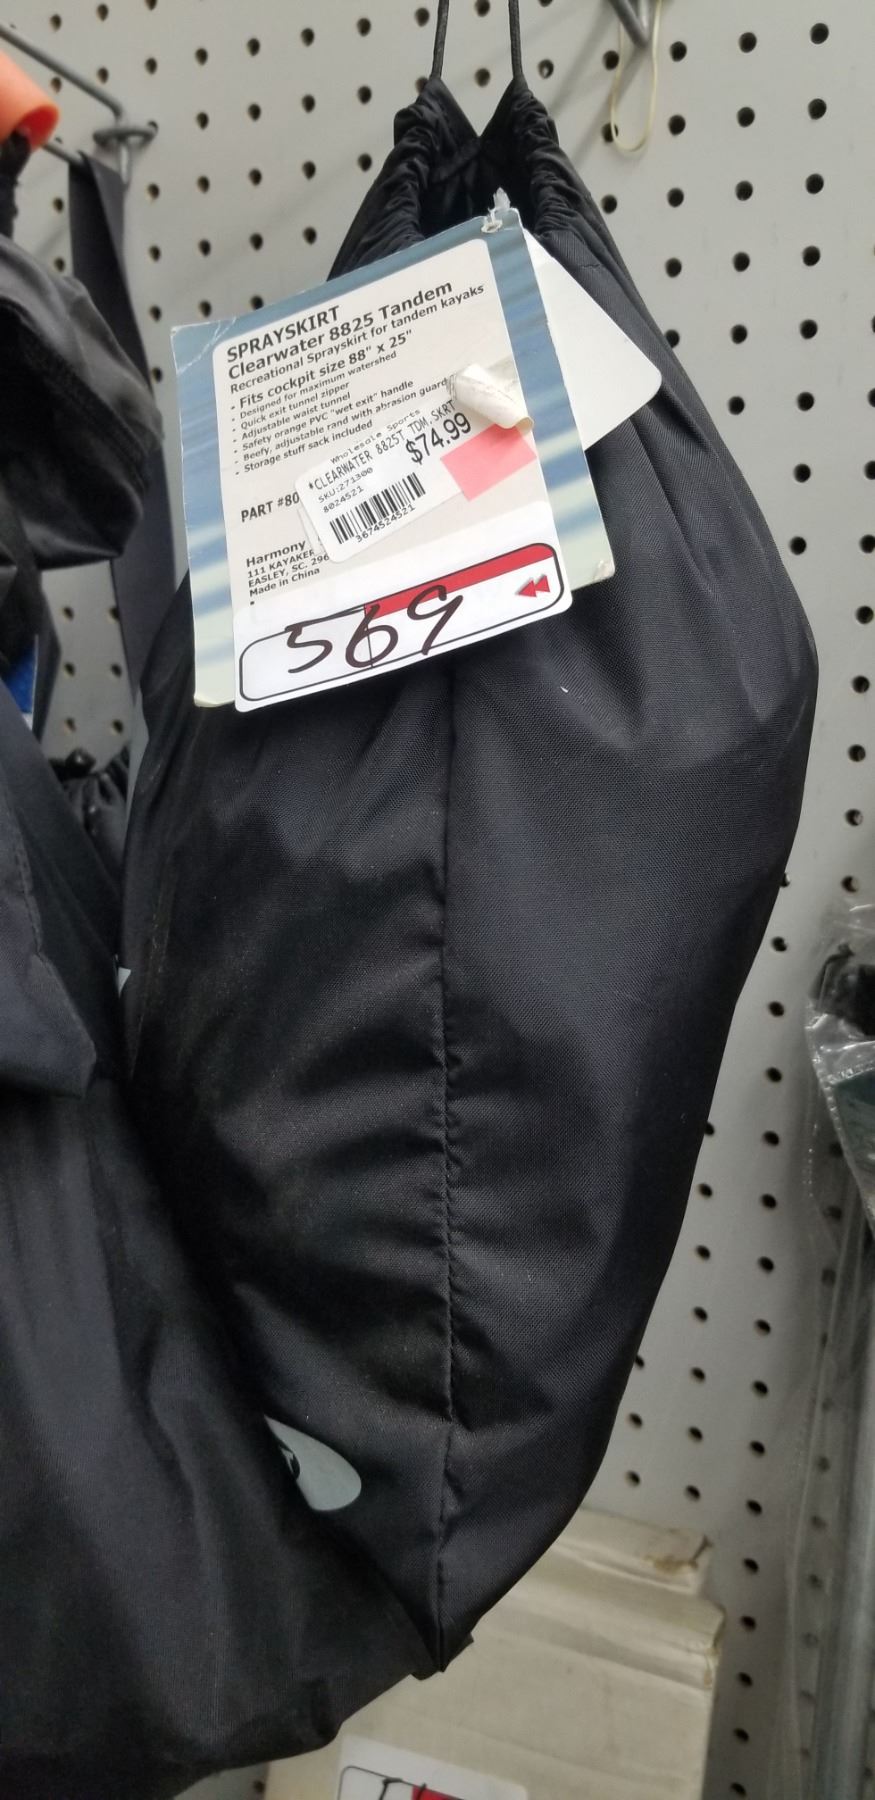 SPRAYSKIRT
Clearwater 8825 Tandem
Recreational Sprayskirt for tandem kayaks
· Fits cockpit size 88" x 25"
· Designed for maximum watershed
· Quick exit tunnel zipper
· Adjustable waist tunnel
· Safety orange PVC "wet exit" handle
· Beefy, adjustable rand with abrasion guard
· Storage stuff sack included
Wholesale Sports
*CLEARWATER 8825T TDM. SKRT
SKU:271300
$74.99
8024521
3674524521
PART #80
Harmony
111 KAYAKER
EASLEY, SC. 296
Made in China
569